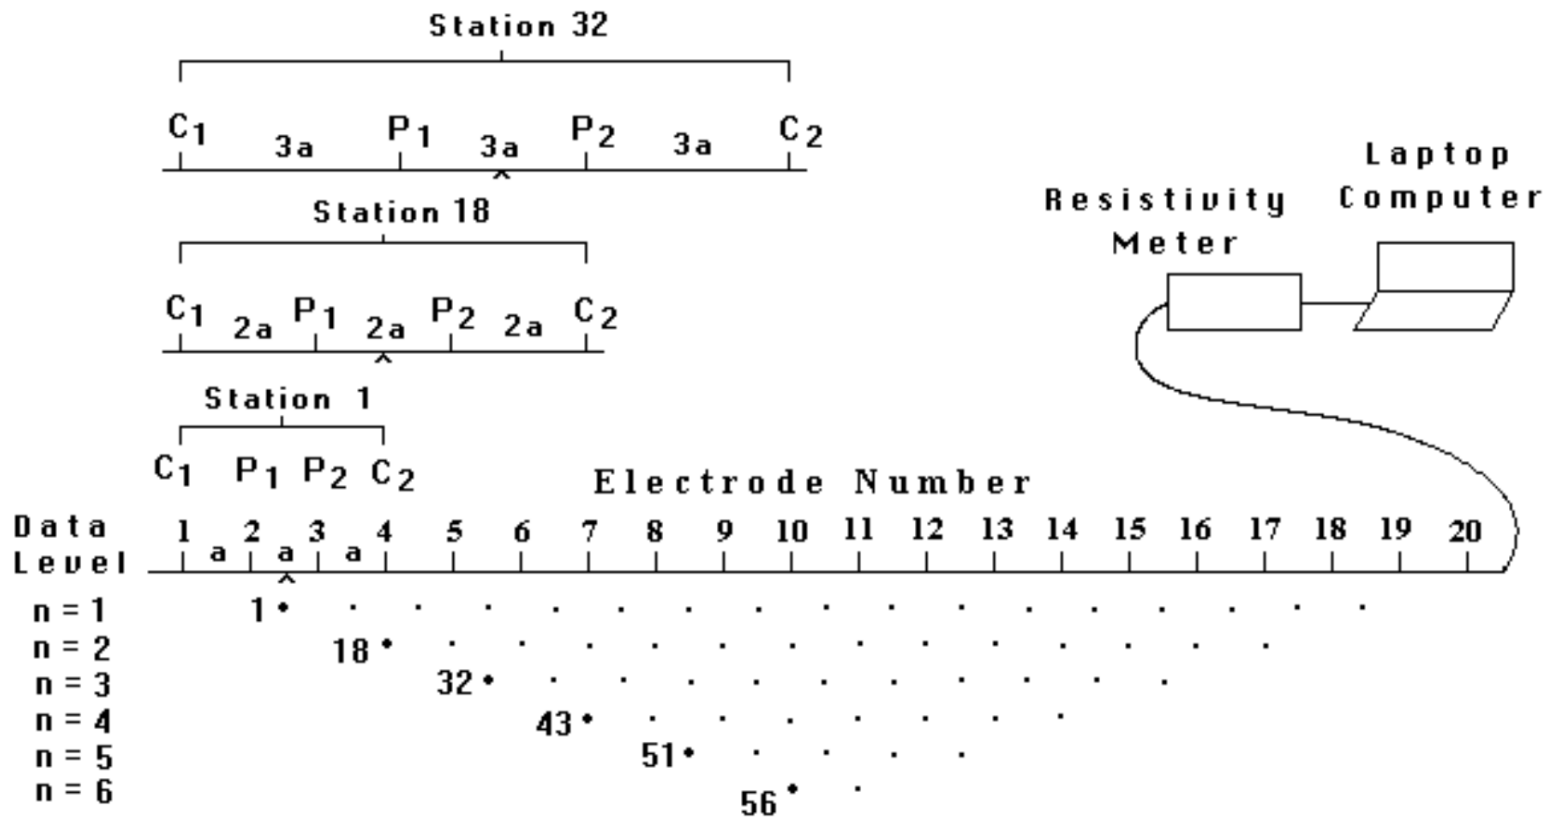 Station 32
C1 3a P1 3a P2 3a C2
Laptop
Computer
Resistivity
Meter
Station 18
C1 2a P1 2a P2 2a C2
Station 1
C1 P1 P2 C2
Electrode Number
Data
Level
1 2 3 4 5 6 7 8 9 10 11 12 13 14 15 16 17 18 19 20
a a a
n = 1 1
n = 2 18
n = 3 32
n = 4 43
n = 5 51
n = 6 56